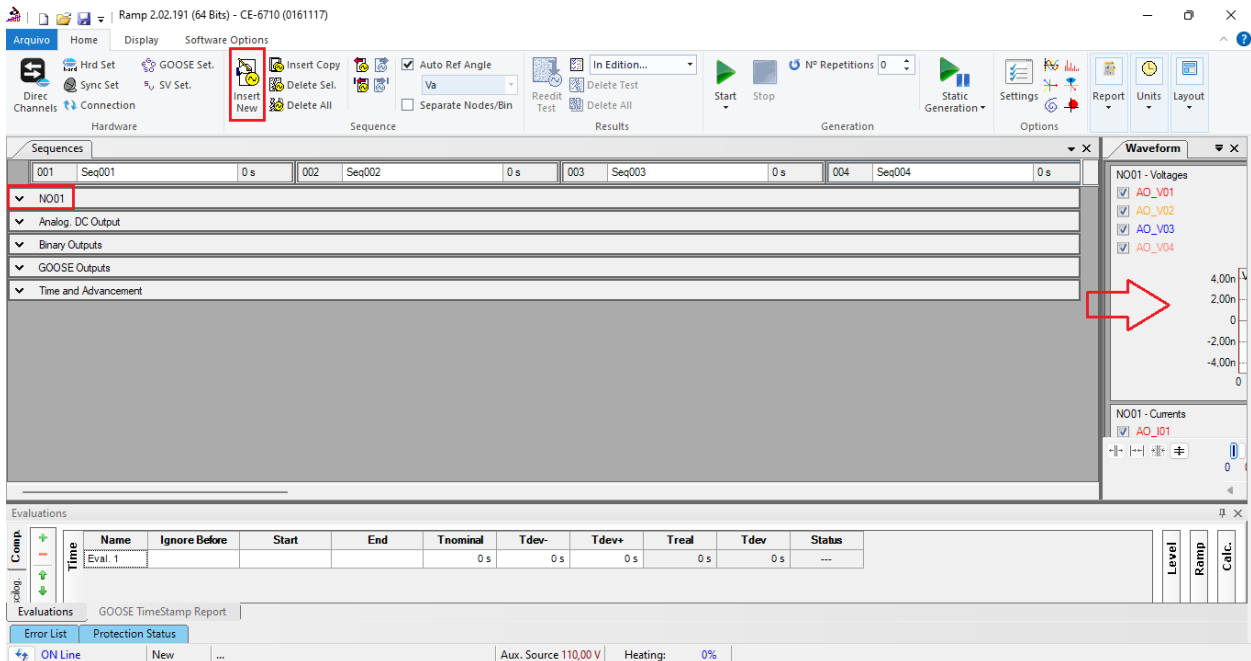 Ramp 2.02.191 (64 Bits) - CE-6710 (0161117)
Arquivo Home Display Software Options
Direc Channels
Hrd Set
Sync Set
Connection
GOOSE Set.
SV Set.
Hardware
Insert New
Insert Copy
Delete Sel.
Delete All
Auto Ref Angle
Va
Separate Nodes/Bin
Sequence
Reedit Test
In Edition...
Delete Test
Delete All
Results
Start
Stop
Nº Repetitions 0
Static Generation
Generation
Settings
Options
Report
Units
Layout
Sequences
001 Seq001 0 s 002 Seq002 0 s 003 Seq003 0 s 004 Seq004 0 s
NO01
Analog. DC Output
Binary Outputs
GOOSE Outputs
Time and Advancement
Waveform
NO01 - Voltages
AO_V01
AO_V02
AO_V03
AO_V04
4,00n
2,00n
0
-2,00n
-4,00n
0
NO01 - Currents
AO_I01
0
Evaluations
Comp.
Time
Name Ignore Before Start End Tnominal Tdev- Tdev+ Treal Tdev Status
Eval. 1 0 s 0 s 0 s 0 s 0 s ---
Level
Ramp
Calc.
Evaluations GOOSE TimeStamp Report
Error List Protection Status
ON Line New ... Aux. Source 110,00 V Heating: 0%